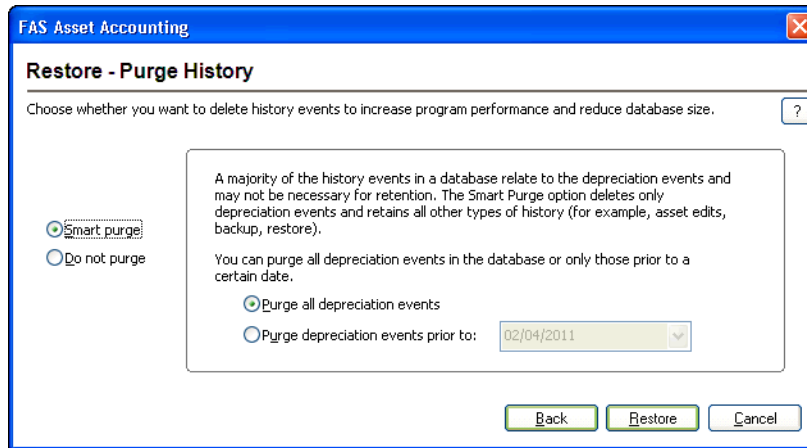 FAS Asset Accounting
Restore - Purge History
Choose whether you want to delete history events to increase program performance and reduce database size.
?
A majority of the history events in a database relate to the depreciation events and
may not be necessary for retention. The Smart Purge option deletes only
depreciation events and retains all other types of history (for example, asset edits,
backup, restore).
Smart purge
Do not purge
You can purge all depreciation events in the database or only those prior to a
certain date.
Purge all depreciation events
Purge depreciation events prior to: 02/04/2011
Back Restore Cancel